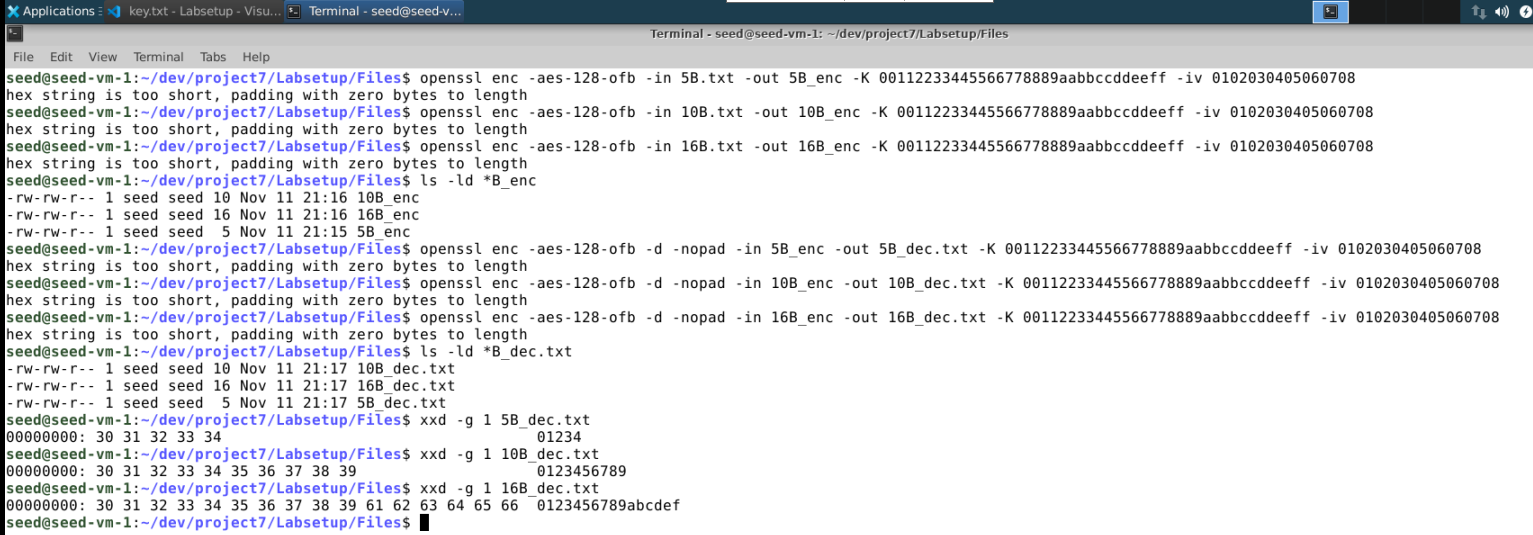 Applications
key.txt - Labsetup - Visu...
Terminal - seed@seed-v...
Terminal - seed@seed-vm-1: ~/dev/project7/Labsetup/Files
File Edit View Terminal Tabs Help
seed@seed-vm-1:~/dev/project7/Labsetup/Files$ openssl enc -aes-128-ofb -in 5B.txt -out 5B_enc -K 00112233445566778889aabbccddeeff -iv 0102030405060708
hex string is too short, padding with zero bytes to length
seed@seed-vm-1:~/dev/project7/Labsetup/Files$ openssl enc -aes-128-ofb -in 10B.txt -out 10B_enc -K 00112233445566778889aabbccddeeff -iv 0102030405060708
hex string is too short, padding with zero bytes to length
seed@seed-vm-1:~/dev/project7/Labsetup/Files$ openssl enc -aes-128-ofb -in 16B.txt -out 16B_enc -K 00112233445566778889aabbccddeeff -iv 0102030405060708
hex string is too short, padding with zero bytes to length
seed@seed-vm-1:~/dev/project7/Labsetup/Files$ ls -ld *B_enc
-rw-rw-r-- 1 seed seed 10 Nov 11 21:16 10B_enc
-rw-rw-r-- 1 seed seed 16 Nov 11 21:16 16B_enc
-rw-rw-r-- 1 seed seed  5 Nov 11 21:15 5B_enc
seed@seed-vm-1:~/dev/project7/Labsetup/Files$ openssl enc -aes-128-ofb -d -nopad -in 5B_enc -out 5B_dec.txt -K 00112233445566778889aabbccddeeff -iv 0102030405060708
hex string is too short, padding with zero bytes to length
seed@seed-vm-1:~/dev/project7/Labsetup/Files$ openssl enc -aes-128-ofb -d -nopad -in 10B_enc -out 10B_dec.txt -K 00112233445566778889aabbccddeeff -iv 0102030405060708
hex string is too short, padding with zero bytes to length
seed@seed-vm-1:~/dev/project7/Labsetup/Files$ openssl enc -aes-128-ofb -d -nopad -in 16B_enc -out 16B_dec.txt -K 00112233445566778889aabbccddeeff -iv 0102030405060708
hex string is too short, padding with zero bytes to length
seed@seed-vm-1:~/dev/project7/Labsetup/Files$ ls -ld *B_dec.txt
-rw-rw-r-- 1 seed seed 10 Nov 11 21:17 10B_dec.txt
-rw-rw-r-- 1 seed seed 16 Nov 11 21:17 16B_dec.txt
-rw-rw-r-- 1 seed seed  5 Nov 11 21:17 5B_dec.txt
seed@seed-vm-1:~/dev/project7/Labsetup/Files$ xxd -g 1 5B_dec.txt
00000000: 30 31 32 33 34                                   01234
seed@seed-vm-1:~/dev/project7/Labsetup/Files$ xxd -g 1 10B_dec.txt
00000000: 30 31 32 33 34 35 36 37 38 39                    0123456789
seed@seed-vm-1:~/dev/project7/Labsetup/Files$ xxd -g 1 16B_dec.txt
00000000: 30 31 32 33 34 35 36 37 38 39 61 62 63 64 65 66  0123456789abcdef
seed@seed-vm-1:~/dev/project7/Labsetup/Files$